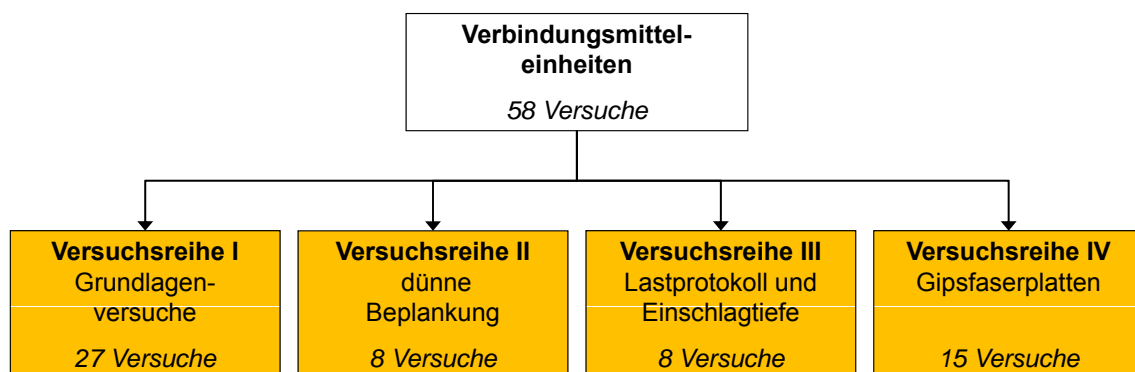 Verbindungsmittel-
einheiten
58 Versuche
Versuchsreihe I
Grundlagen-
versuche
27 Versuche
Versuchsreihe II
dünne
Beplankung
8 Versuche
Versuchsreihe III
Lastprotokoll und
Einschlagtiefe
8 Versuche
Versuchsreihe IV
Gipsfaserplatten
15 Versuche